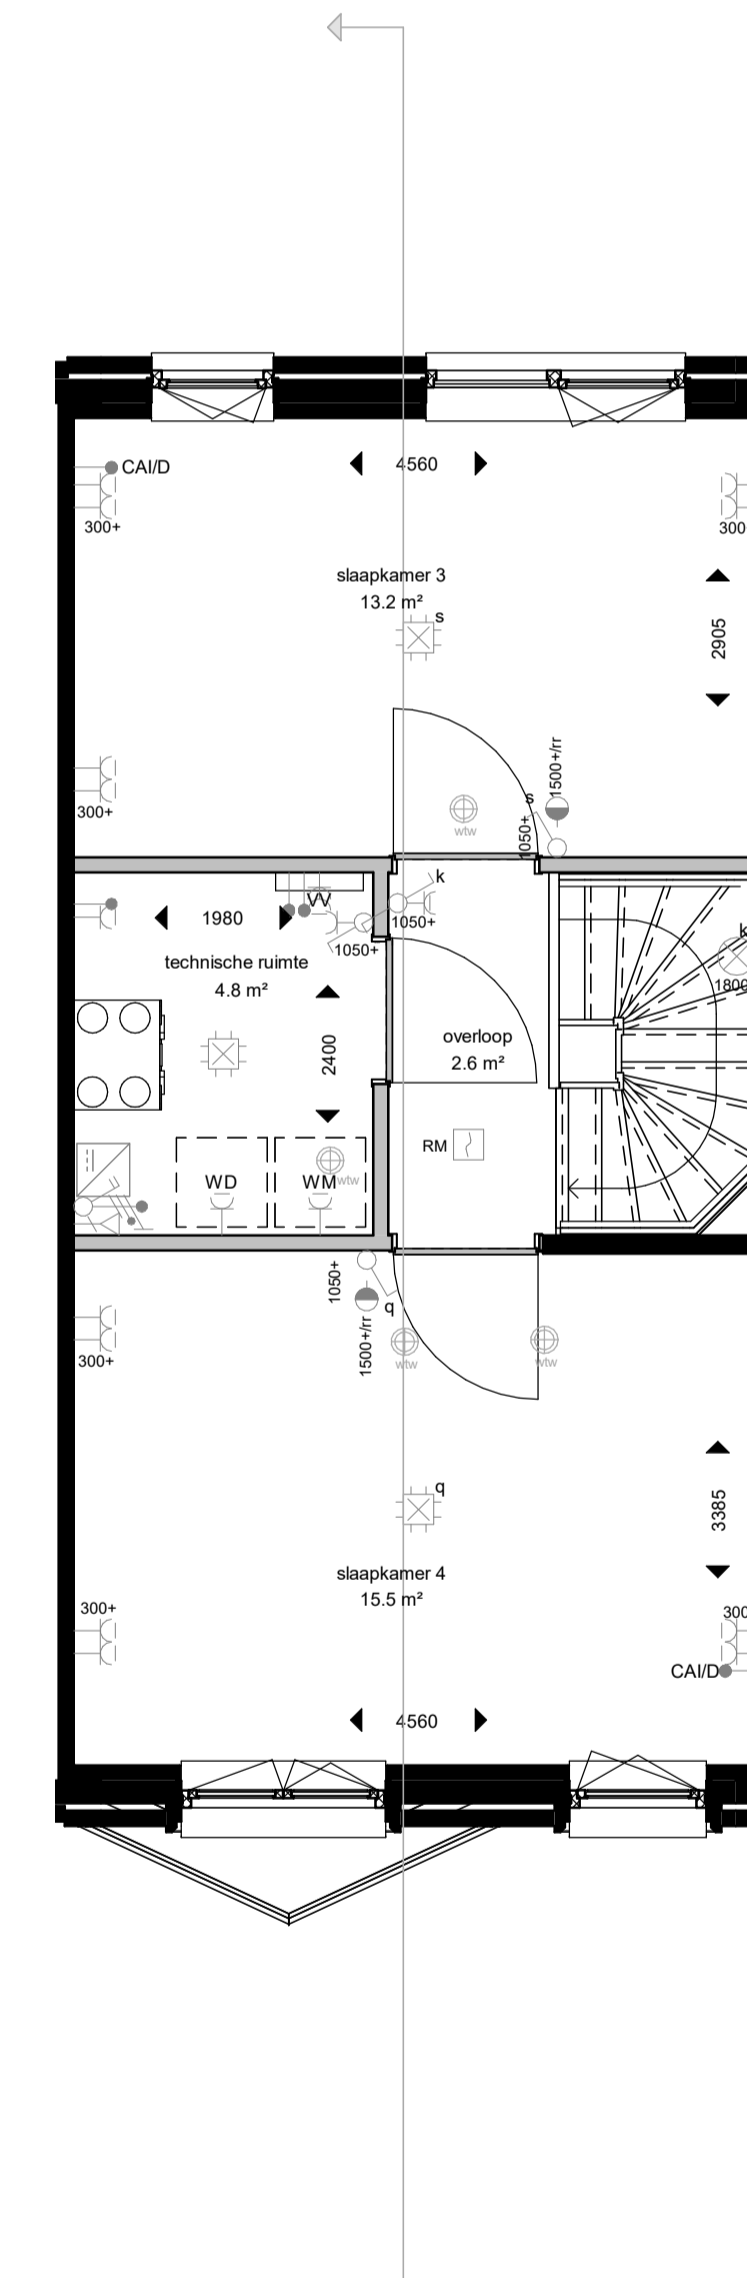 CAI/D
300+
4560
300
slaapkamer 3
13.2 m²
s
2905
300+
wtw
s
1050+
1500+/rr
k
VV
1980
1050+
1050+
technische ruimte
4.8 m²
2400
overloop
2.6 m²
k
1800
RM
WD
WM
wtw
1050+
q
1500+/rr
wtw
wtw
300+
q
3385
slaapkamer 4
15.5 m²
300+
300
CAI/D
4560